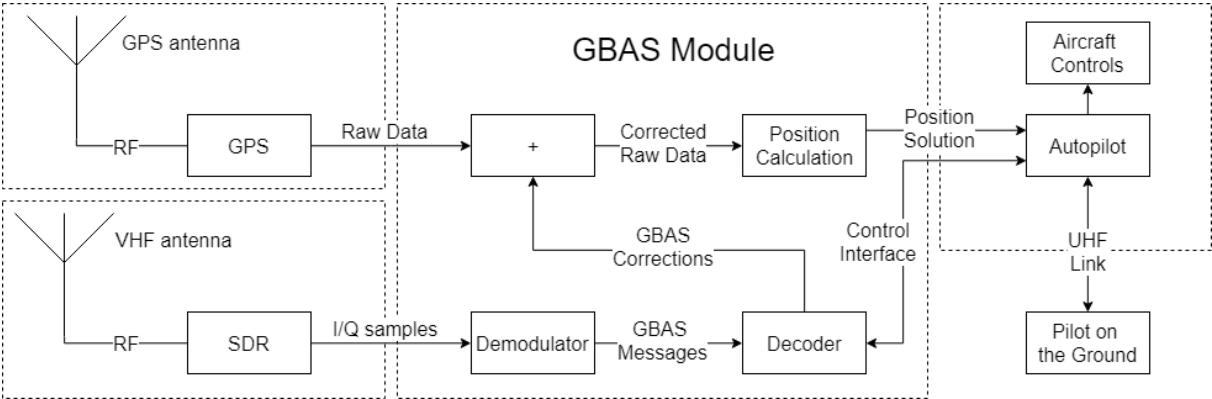 GPS antenna
RF
GPS
Raw Data
GBAS Module
+
Corrected
Raw Data
Position
Calculation
Position
Solution
Aircraft
Controls
Autopilot
VHF antenna
RF
SDR
I/Q samples
Demodulator
GBAS
Messages
GBAS
Corrections
Decoder
Control
Interface
UHF
Link
Pilot on
the Ground